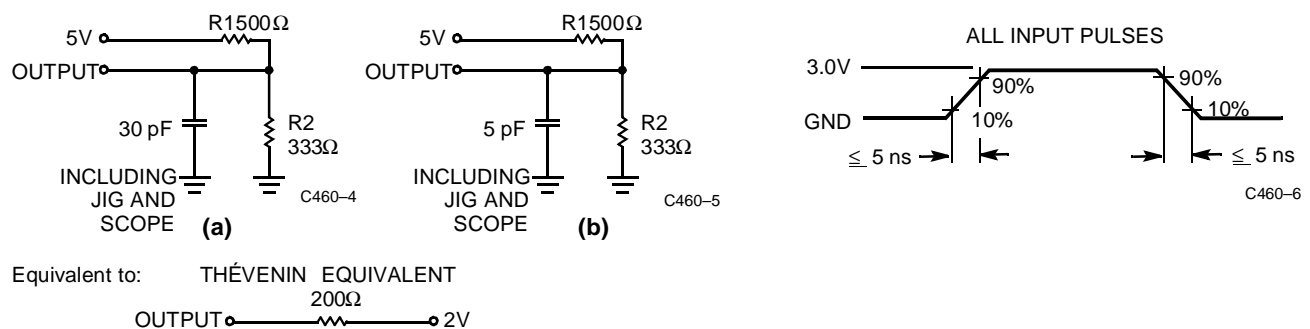 R1500Ω
5V
OUTPUT
30 pF
R2
333Ω
INCLUDING
JIG AND
SCOPE
(a)
C460–4
R1500Ω
5V
OUTPUT
5 pF
R2
333Ω
INCLUDING
JIG AND
SCOPE
(b)
C460–5
ALL INPUT PULSES
3.0V
90%
10%
GND
90%
10%
≤ 5 ns
≤ 5 ns
C460–6
Equivalent to: THÉVENIN EQUIVALENT
200Ω
OUTPUT 2V